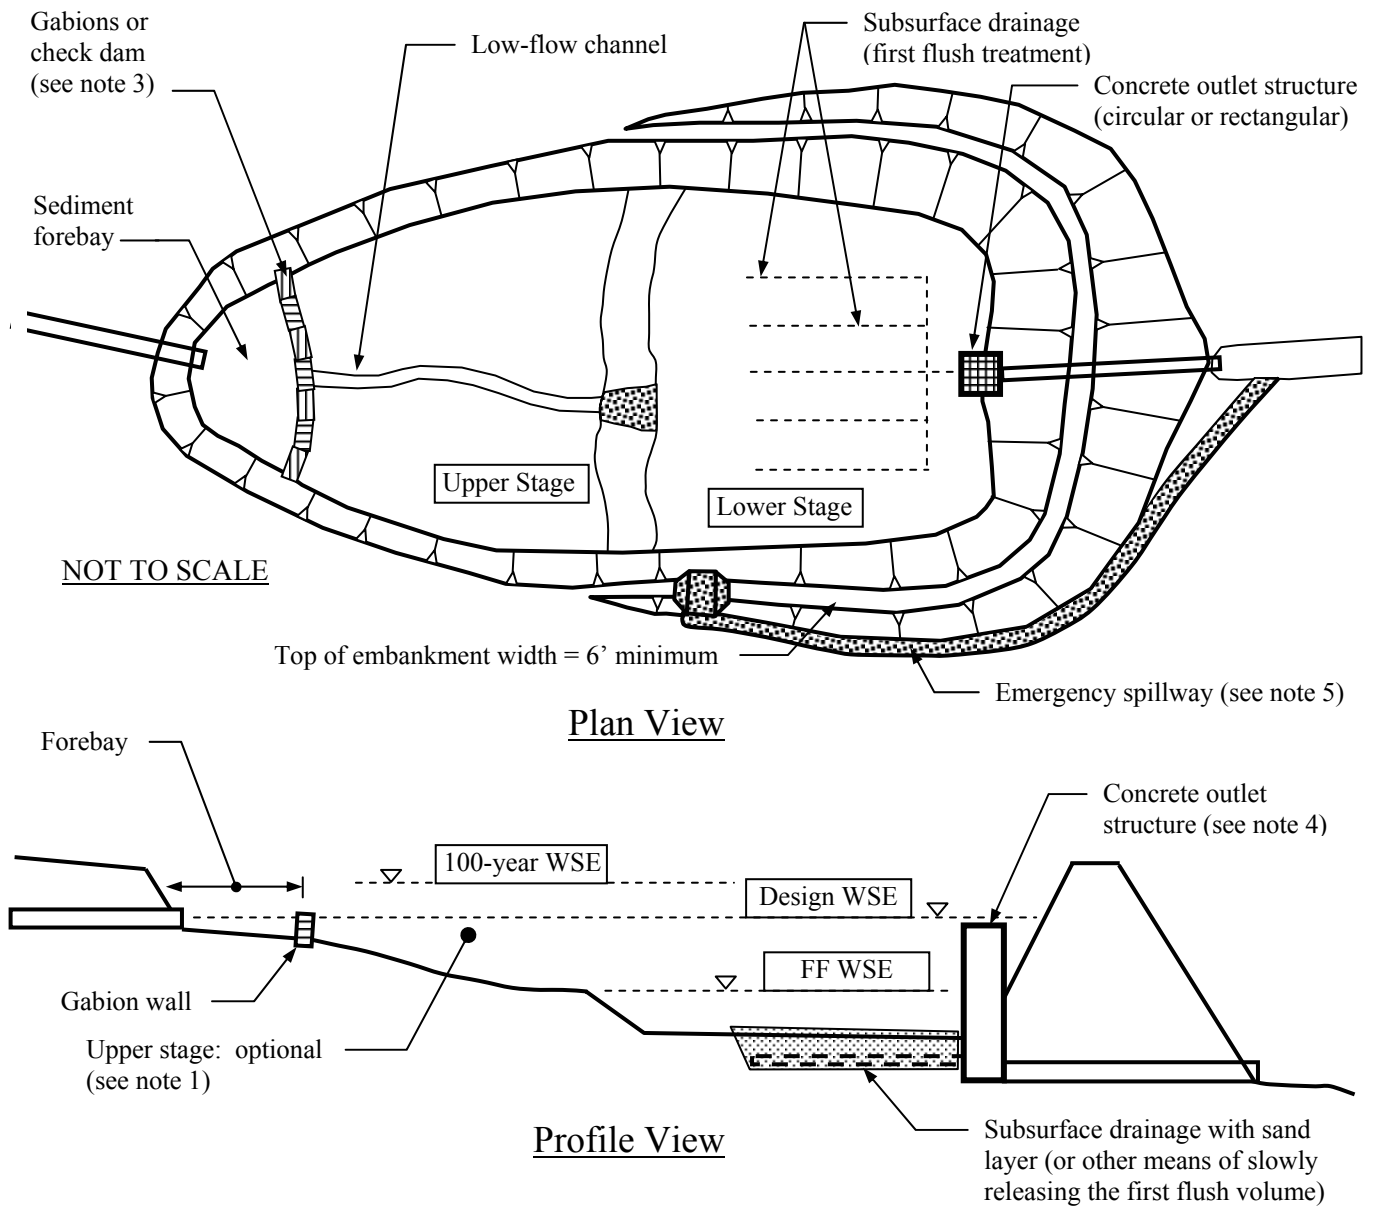 Gabions or
check dam
(see note 3)
Low-flow channel
Subsurface drainage
(first flush treatment)
Concrete outlet structure
(circular or rectangular)
Sediment
forebay
Upper Stage
Lower Stage
NOT TO SCALE
Top of embankment width = 6’ minimum
Emergency spillway (see note 5)
Plan View
Forebay
Concrete outlet
structure (see note 4)
100-year WSE
Design WSE
FF WSE
Gabion wall
Upper stage:  optional
(see note 1)
Subsurface drainage with sand
layer (or other means of slowly
releasing the first flush volume)
Profile View